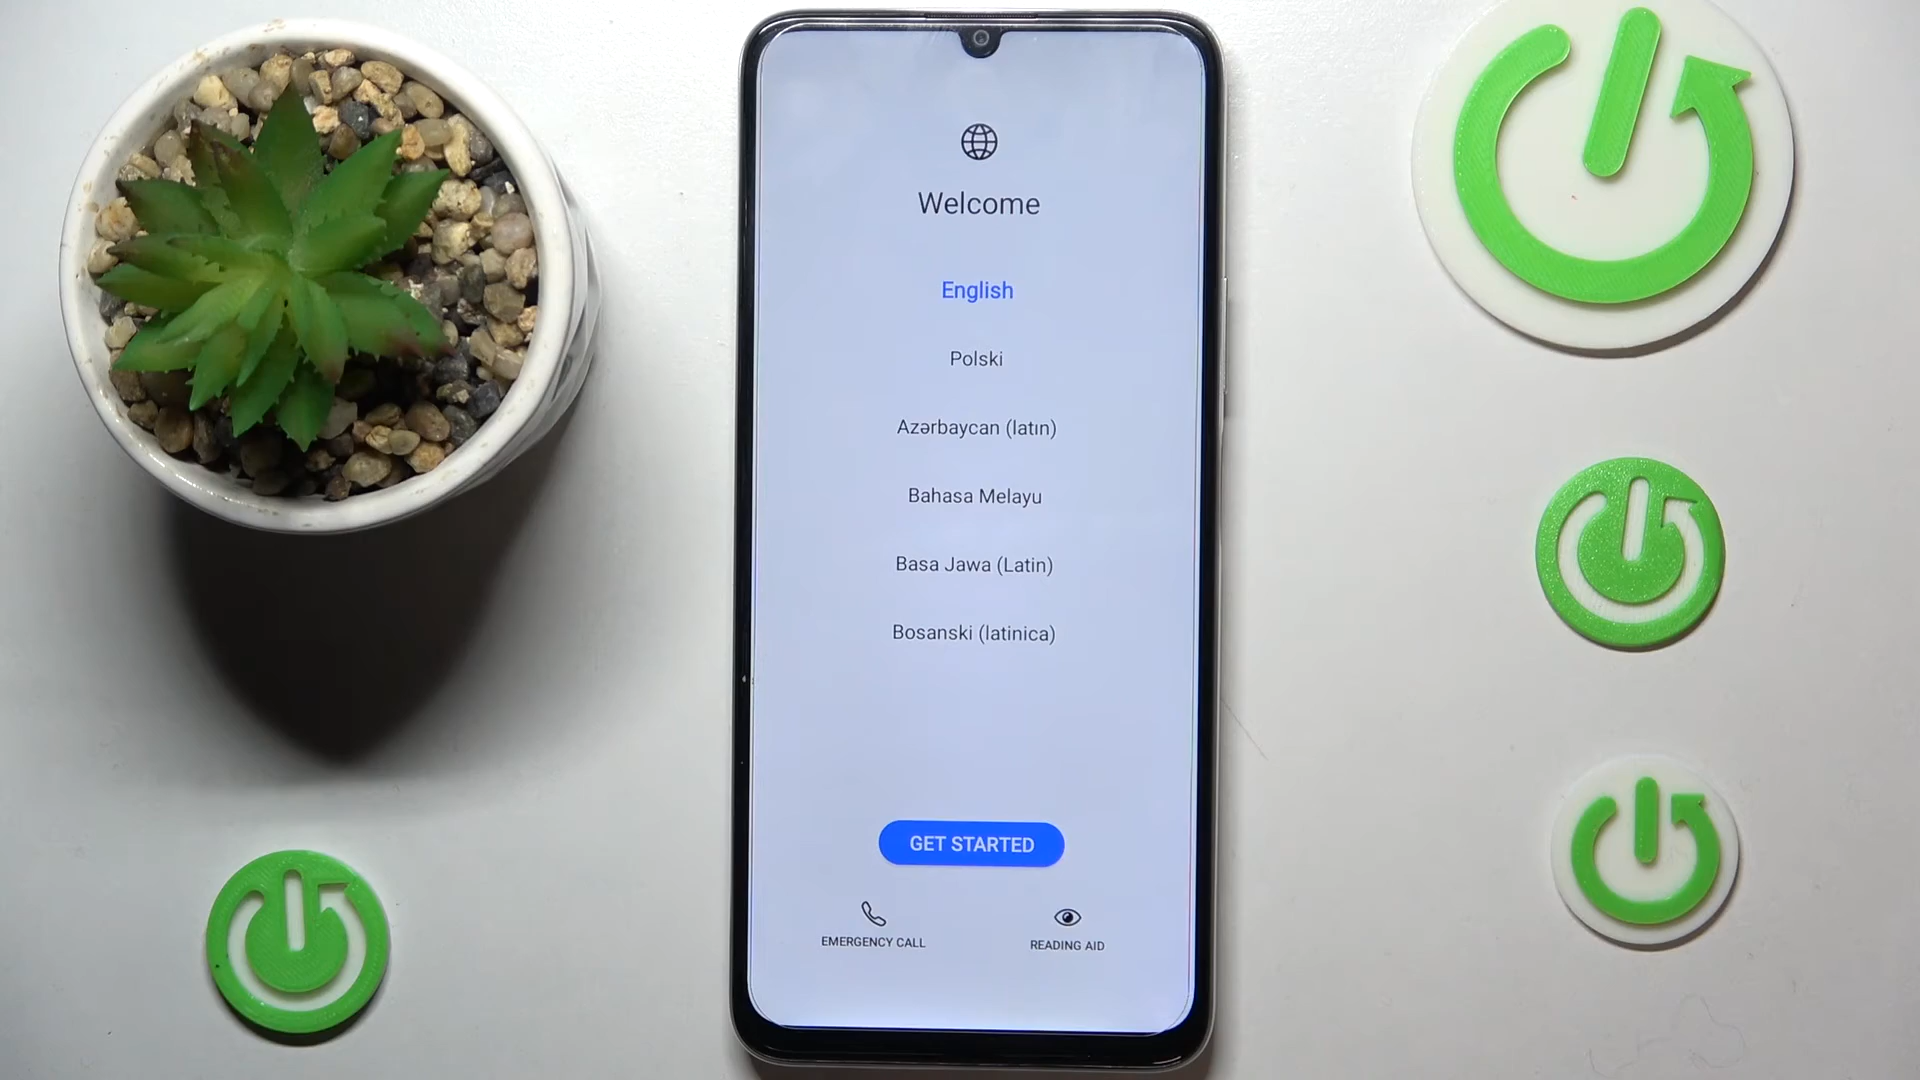 Welcome
English
Polski
Azərbaycan (latın)
Bahasa Melayu
Basa Jawa (Latin)
Bosanski (latinica)
GET STARTED
EMERGENCY CALL
READING AID